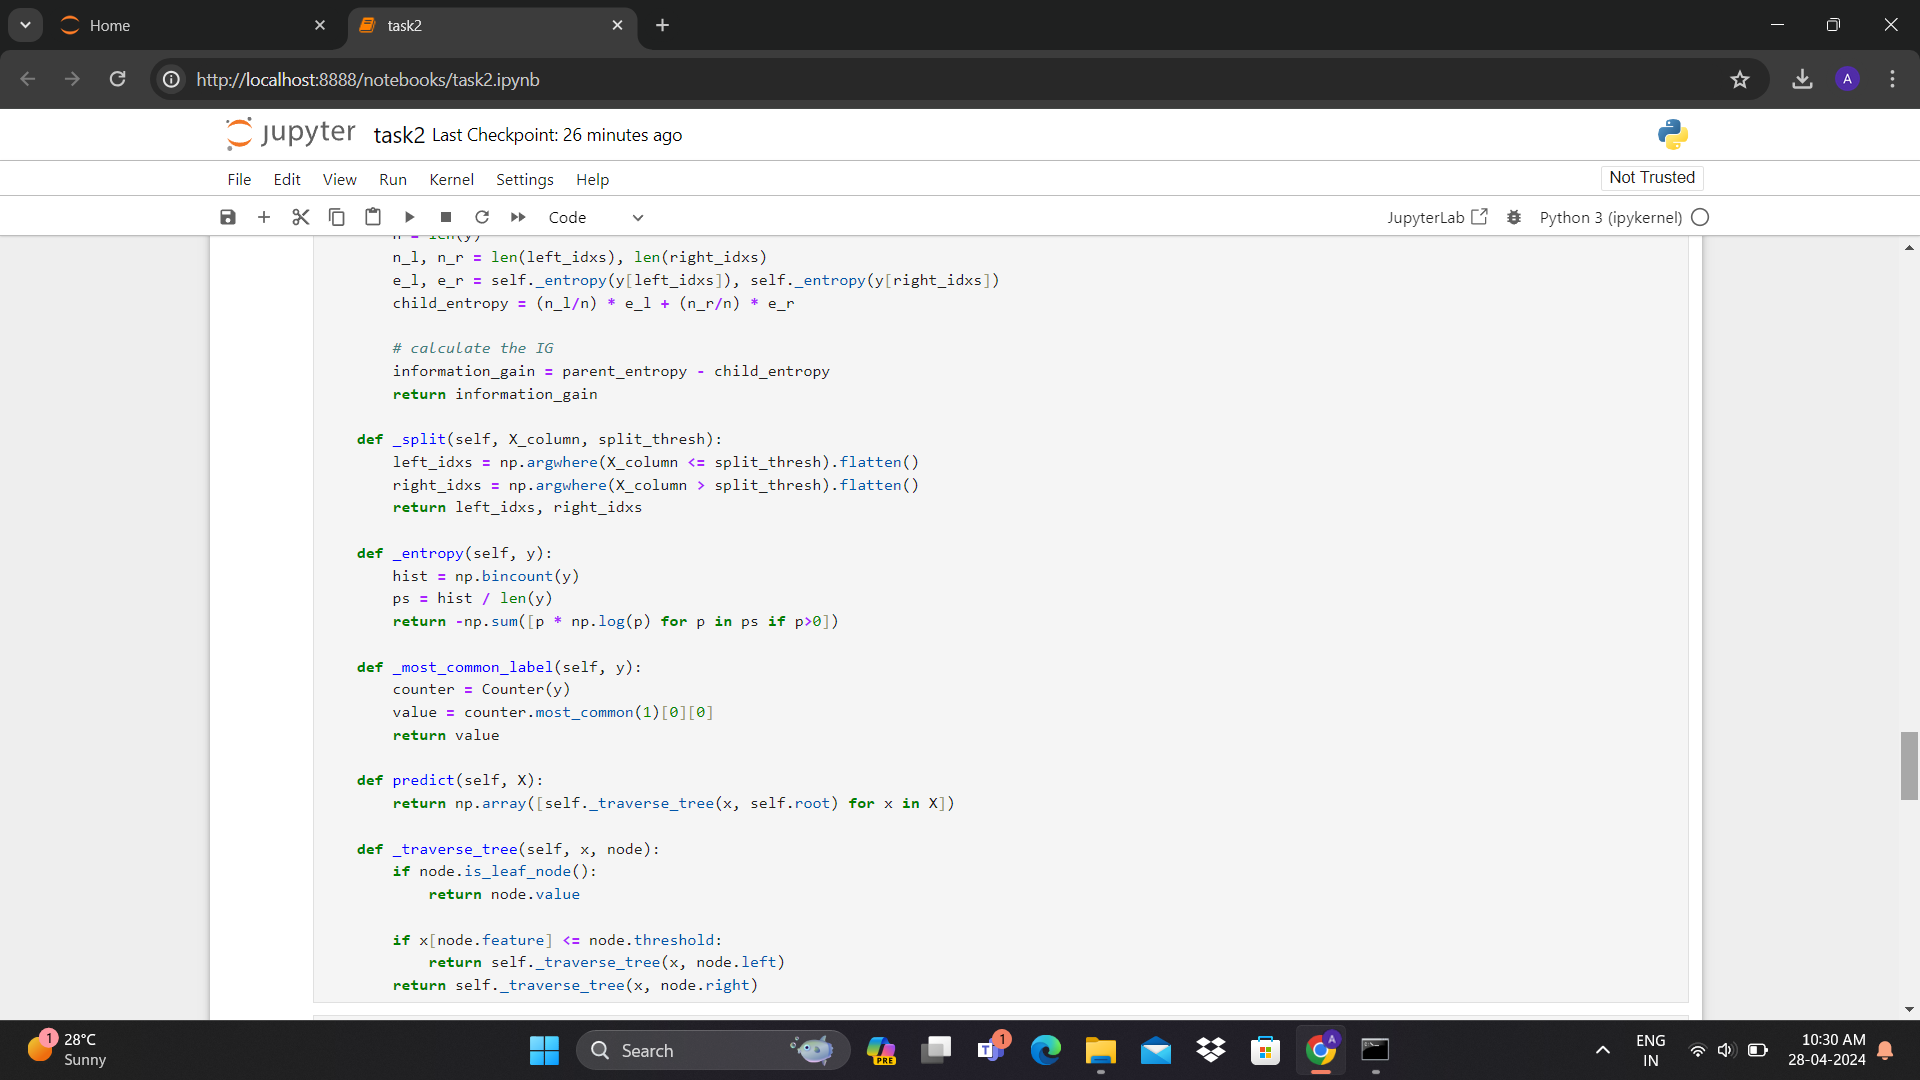 Home
task2
http://localhost:8888/notebooks/task2.ipynb
A
jupyter task2 Last Checkpoint: 26 minutes ago
File Edit View Run Kernel Settings Help
Not Trusted
Code
JupyterLab
Python 3 (ipykernel)
n = len(y)
n_l, n_r = len(left_idxs), len(right_idxs)
e_l, e_r = self._entropy(y[left_idxs]), self._entropy(y[right_idxs])
child_entropy = (n_l/n) * e_l + (n_r/n) * e_r
# calculate the IG
information_gain = parent_entropy - child_entropy
return information_gain
def _split(self, X_column, split_thresh):
left_idxs = np.argwhere(X_column <= split_thresh).flatten()
right_idxs = np.argwhere(X_column > split_thresh).flatten()
return left_idxs, right_idxs
def _entropy(self, y):
hist = np.bincount(y)
ps = hist / len(y)
return -np.sum([p * np.log(p) for p in ps if p>0])
def _most_common_label(self, y):
counter = Counter(y)
value = counter.most_common(1)[0][0]
return value
def predict(self, X):
return np.array([self._traverse_tree(x, self.root) for x in X])
def _traverse_tree(self, x, node):
if node.is_leaf_node():
return node.value
if x[node.feature] <= node.threshold:
return self._traverse_tree(x, node.left)
return self._traverse_tree(x, node.right)
1
28°C
Sunny
Search
PRE
T
1
A
ENG
IN
10:30 AM
28-04-2024